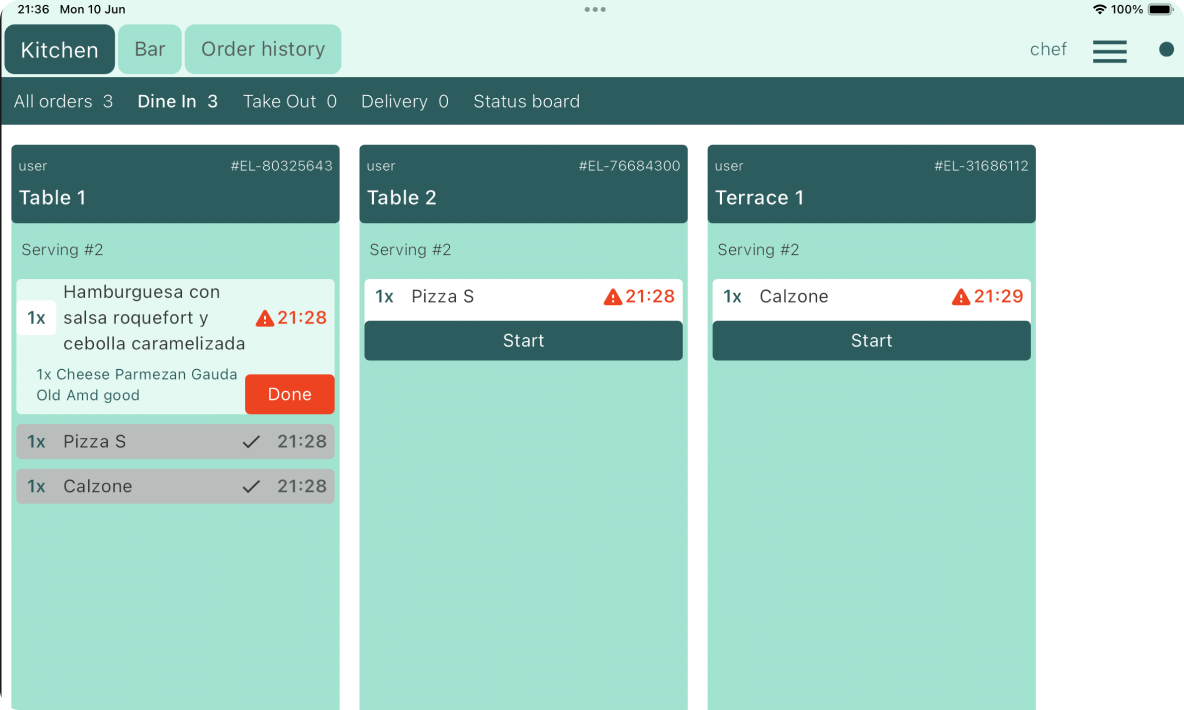 21:36 Mon 10 Jun
100%
Kitchen Bar Order history
chef
All orders 3 Dine In 3 Take Out 0 Delivery 0 Status board
user #EL-80325643
Table 1
Serving #2
1x Hamburguesa con
salsa roquefort y
cebolla caramelizada
21:28
1x Cheese Parmezan Gauda
Old Amd good
Done
1x Pizza S 21:28
1x Calzone 21:28
user #EL-76684300
Table 2
Serving #2
1x Pizza S 21:28
Start
user #EL-31686112
Terrace 1
Serving #2
1x Calzone 21:29
Start